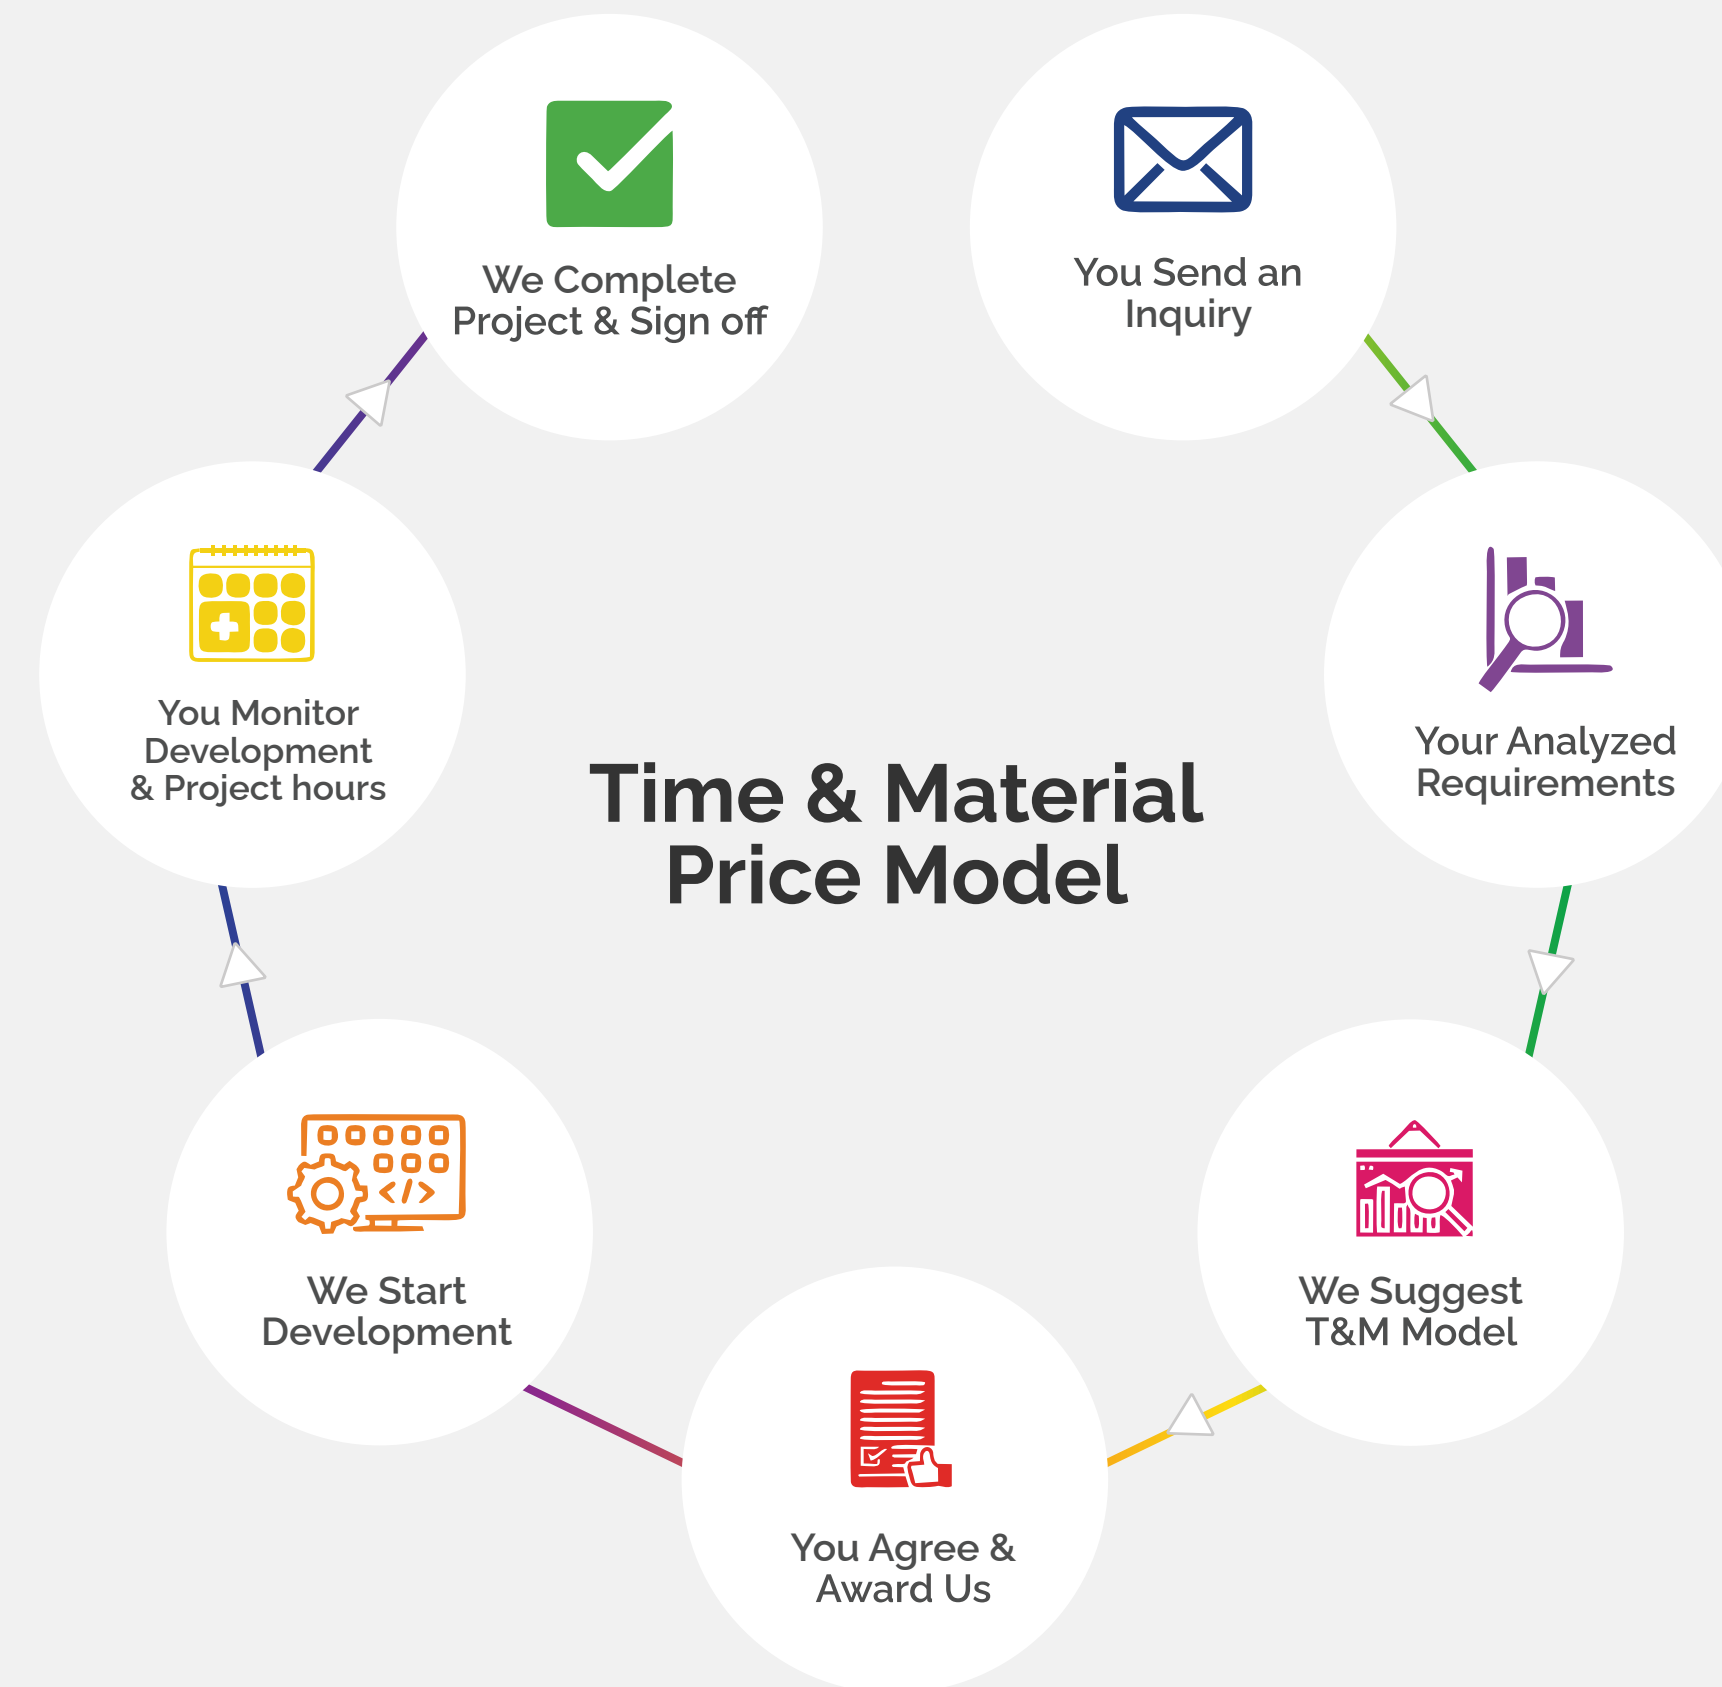 Time & Material
Price Model
You Send an
Inquiry
Your Analyzed
Requirements
We Suggest
T&M Model
You Agree &
Award Us
We Start
Development
You Monitor
Development
& Project hours
We Complete
Project & Sign off